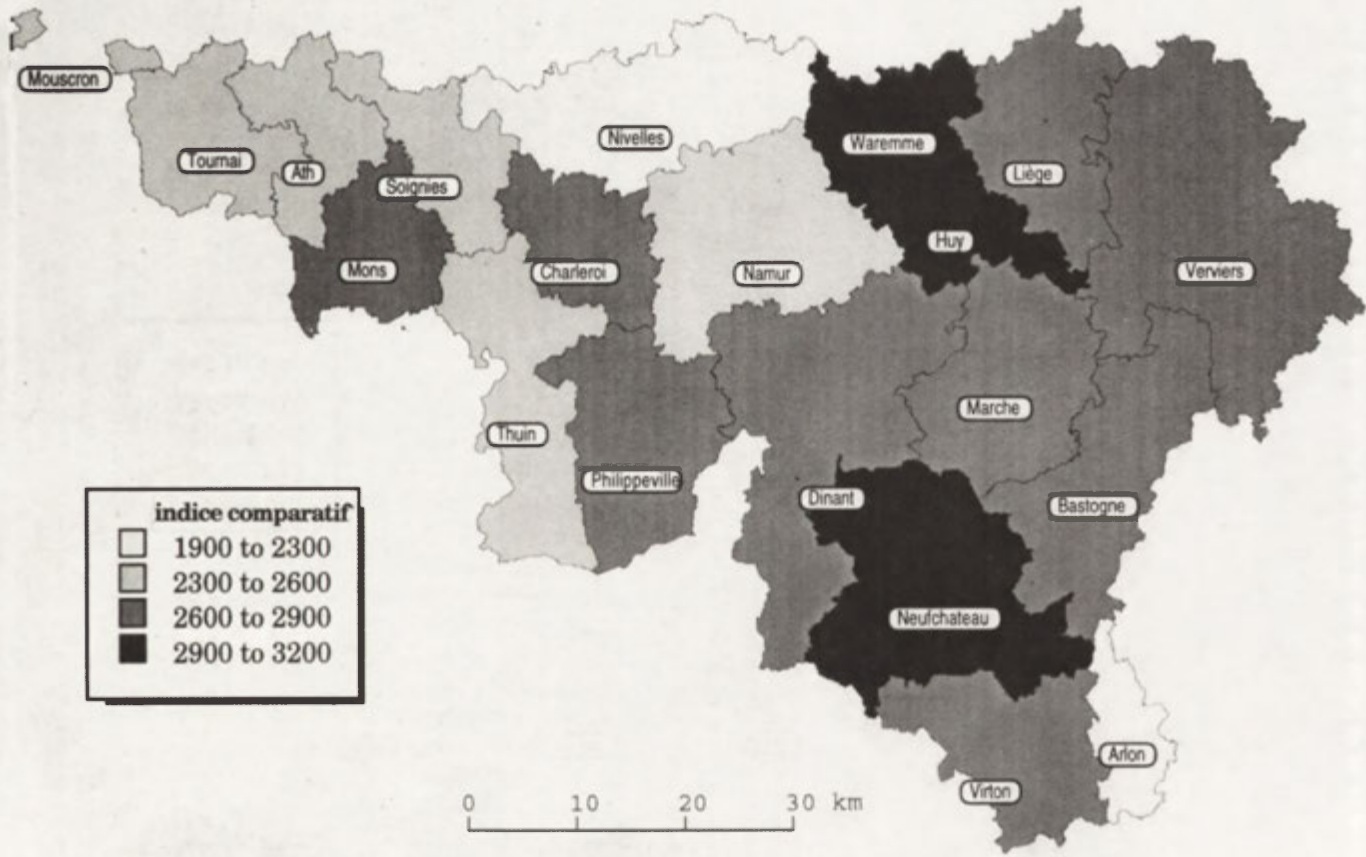 Mouscron
Tournai
Ath
Soignies
Nivelles
Waremme
Liège
Mons
Charleroi
Namur
Huy
Verviers
Thuin
Philippeville
Marche
Dinant
Bastogne
Neufchateau
Arlon
Virton
indice comparatif
1900 to 2300
2300 to 2600
2600 to 2900
2900 to 3200
0 10 20 30 km